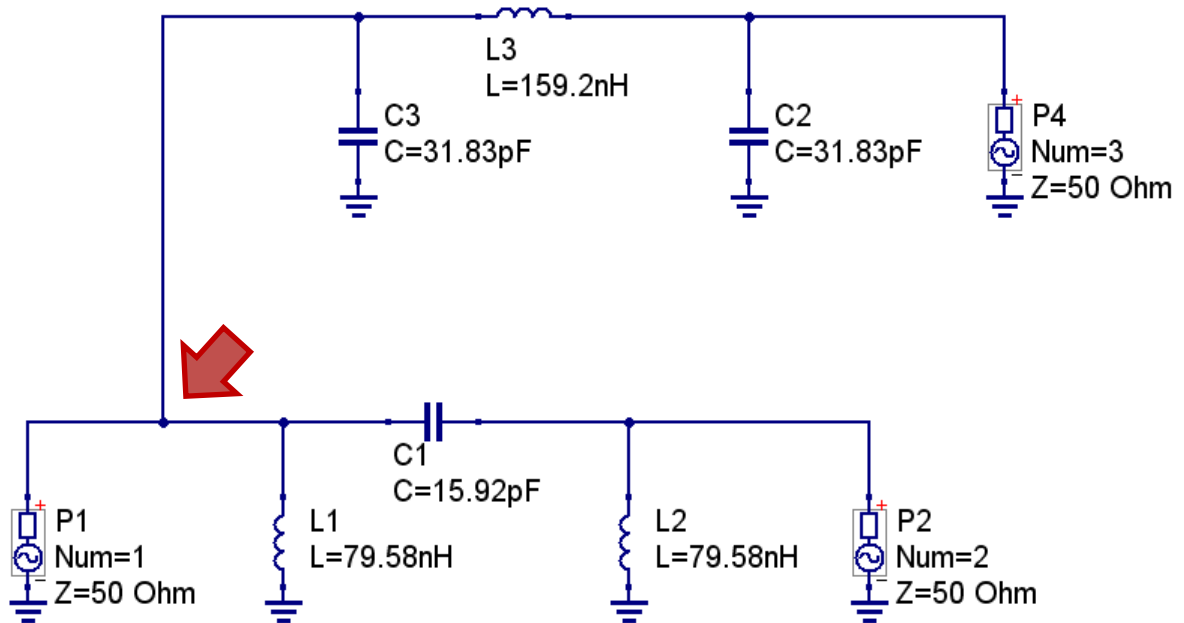 L3
L=159.2nH
C3
C=31.83pF
C2
C=31.83pF
P4
Num=3
Z=50 Ohm
C1
C=15.92pF
P1
Num=1
Z=50 Ohm
L1
L=79.58nH
L2
L=79.58nH
P2
Num=2
Z=50 Ohm